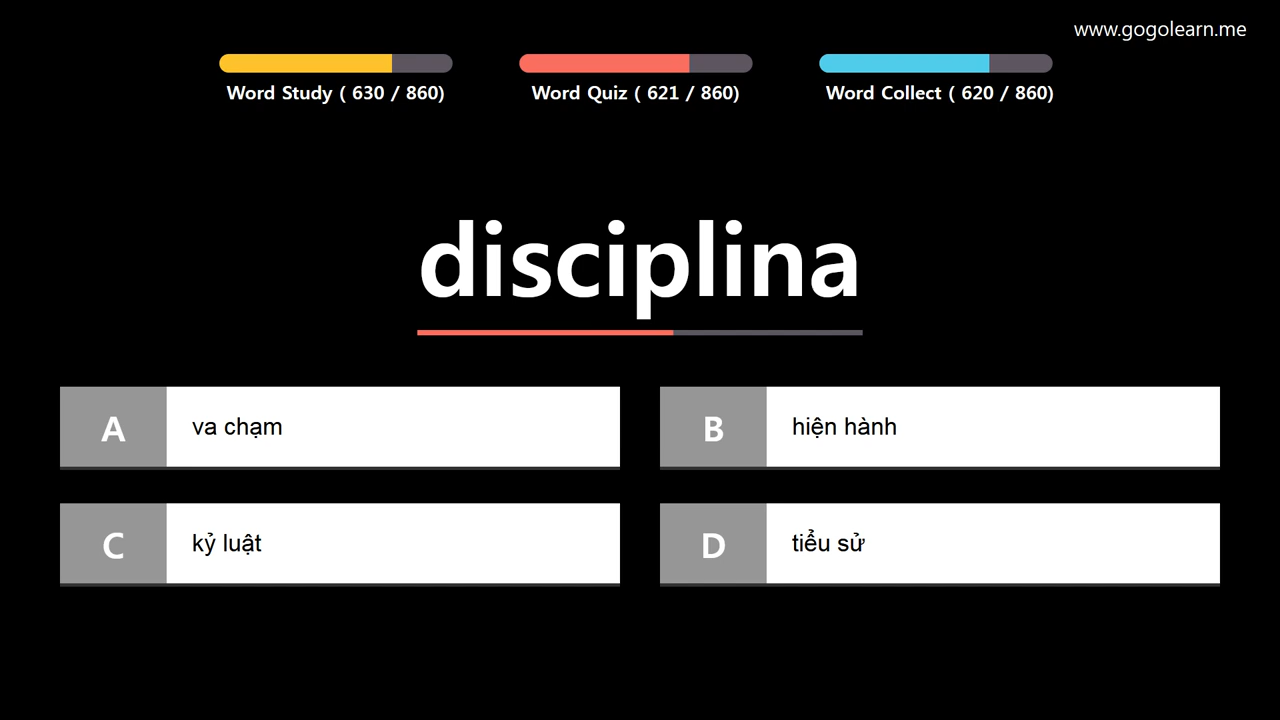 www.gogolearn.me
Word Study ( 630 / 860)
Word Quiz ( 621 / 860)
Word Collect ( 620 / 860)
disciplina
A va chạm
B hiện hành
C kỷ luật
D tiểu sử